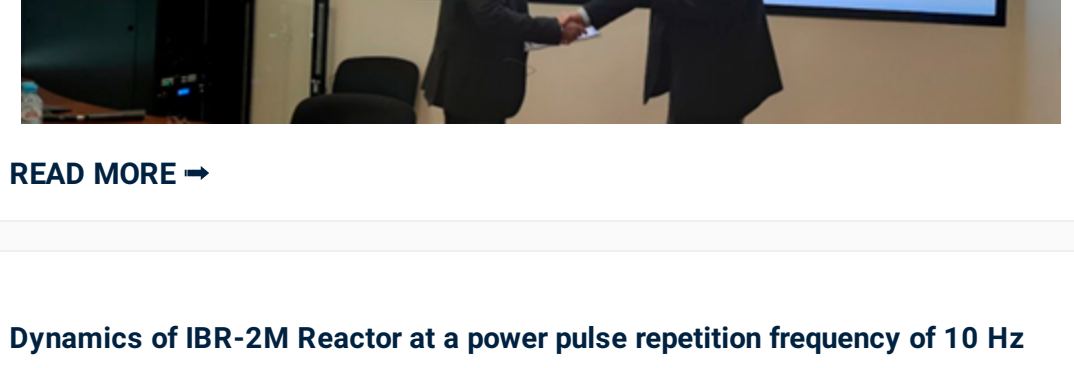 READ MORE ➡
Dynamics of IBR-2M Reactor at a power pulse repetition frequency of 10 Hz